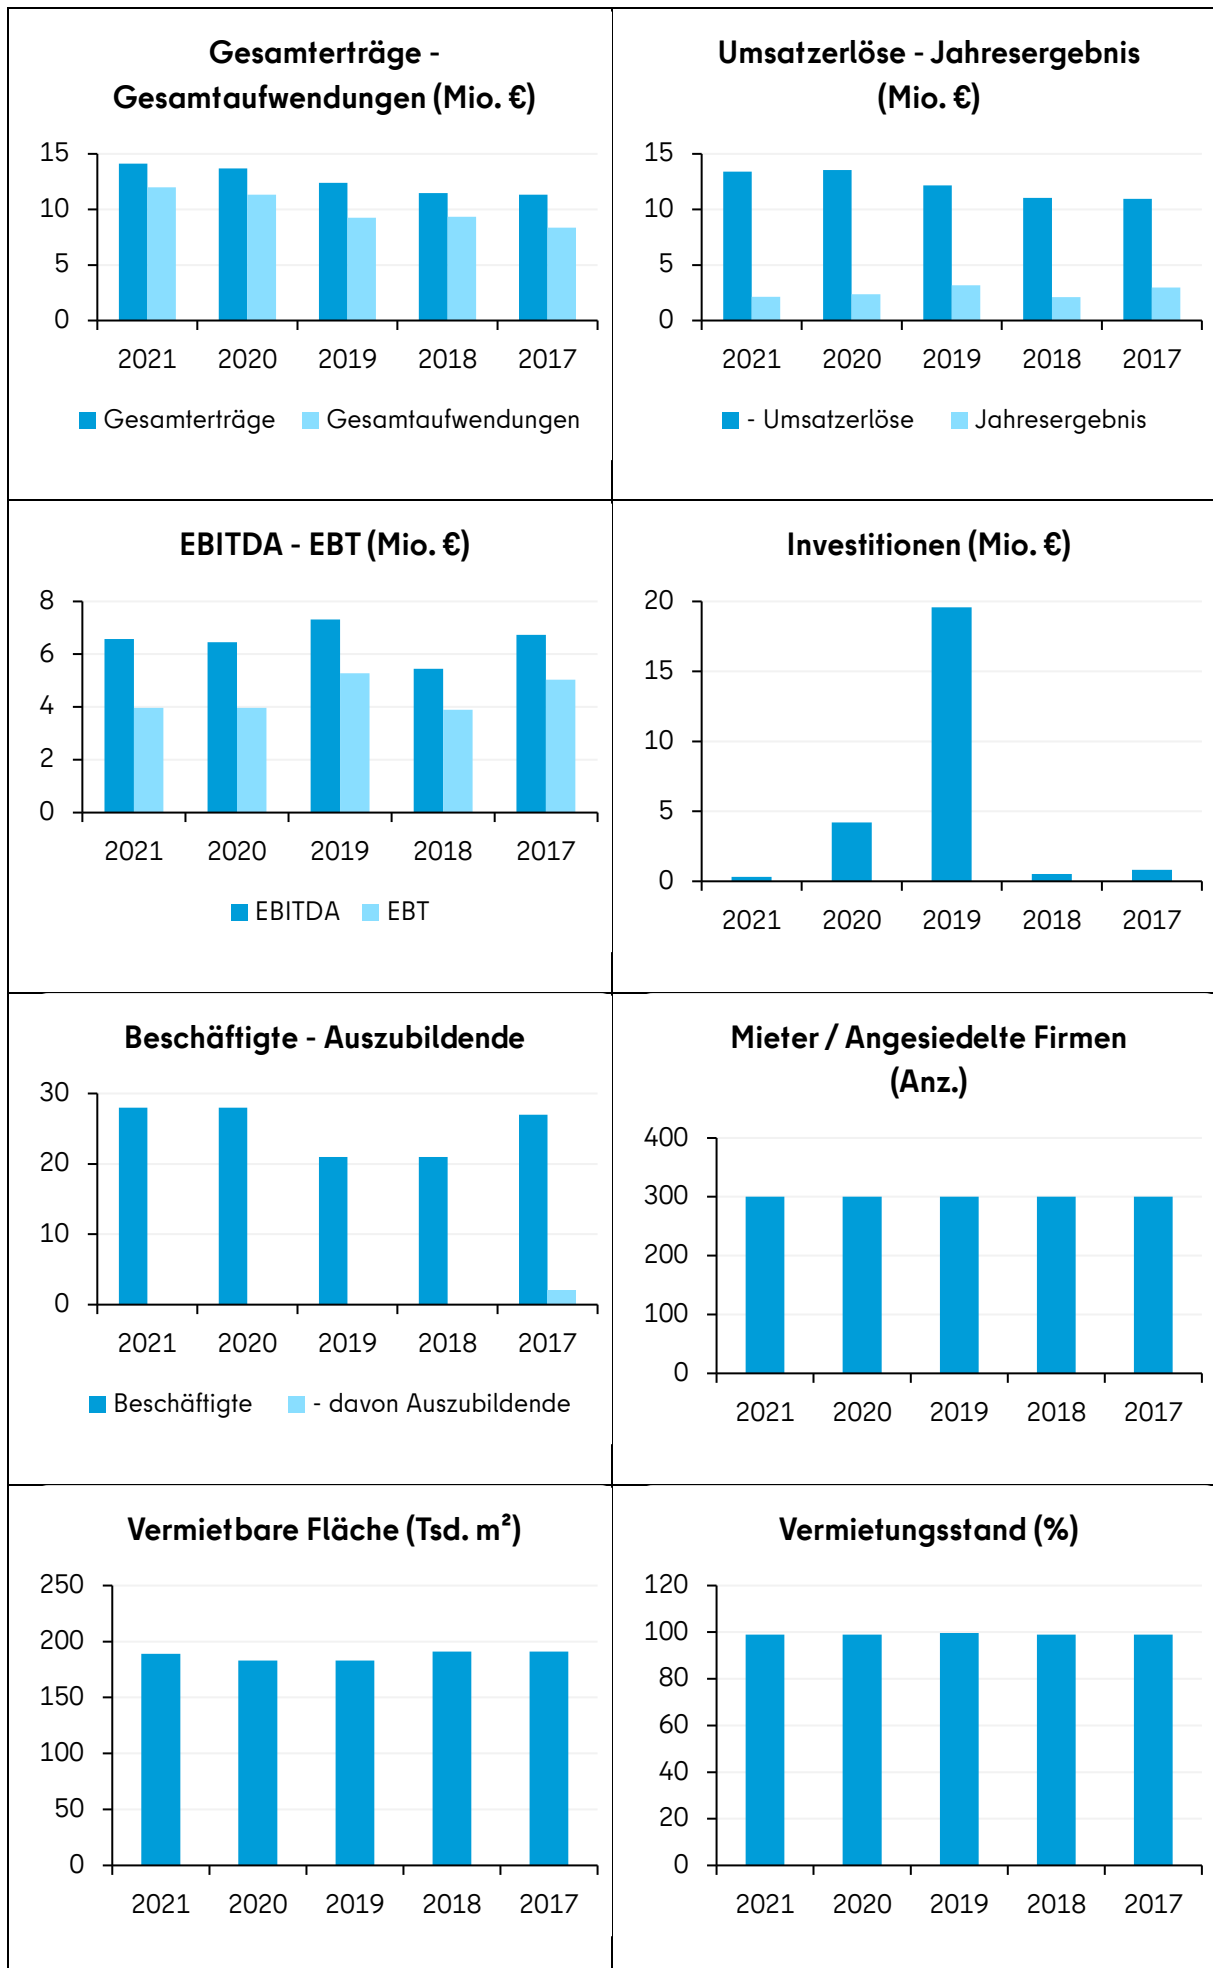 Gesamterträge -
Gesamtaufwendungen (Mio. €)
15
10
5
0
2021 2020 2019 2018 2017
Gesamterträge Gesamtaufwendungen
Umsatzerlöse - Jahresergebnis
(Mio. €)
15
10
5
0
2021 2020 2019 2018 2017
- Umsatzerlöse Jahresergebnis
EBITDA - EBT (Mio. €)
8
6
4
2
0
2021 2020 2019 2018 2017
EBITDA EBT
Investitionen (Mio. €)
20
15
10
5
0
2021 2020 2019 2018 2017
Beschäftigte - Auszubildende
30
20
10
0
2021 2020 2019 2018 2017
Beschäftigte - davon Auszubildende
Mieter / Angesiedelte Firmen
(Anz.)
400
300
200
100
0
2021 2020 2019 2018 2017
Vermietbare Fläche (Tsd. m²)
250
200
150
100
50
0
2021 2020 2019 2018 2017
Vermietungsstand (%)
120
100
80
60
40
20
0
2021 2020 2019 2018 2017